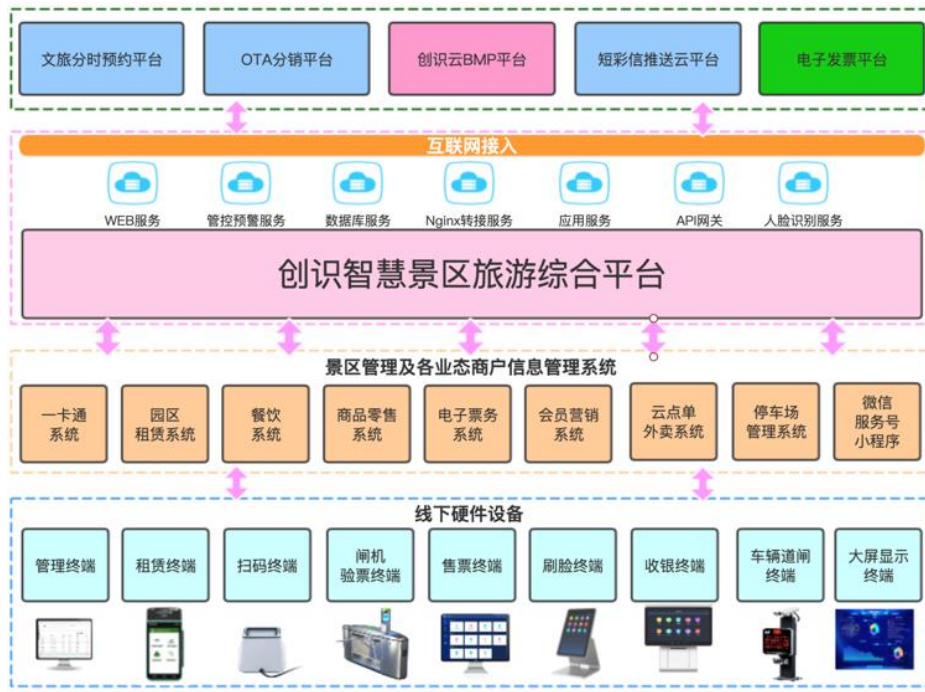 文旅分时预约平台
OTA分销平台
创识云BMP平台
短彩信推送云平台
电子发票平台
互联网接入
WEB服务
管控预警服务
数据库服务
Nginx转接服务
应用服务
API网关
人脸识别服务
创识智慧景区旅游综合平台
景区管理及各业态商户信息管理系统
一卡通
系统
园区
租赁系统
餐饮
系统
商品零售
系统
电子票务
系统
会员营销
系统
云点单
外卖系统
停车场
管理系统
微信
服务号
小程序
线下硬件设备
管理终端
租赁终端
扫码终端
闸机
验票终端
售票终端
刷脸终端
收银终端
车辆道闸
终端
大屏显示
终端